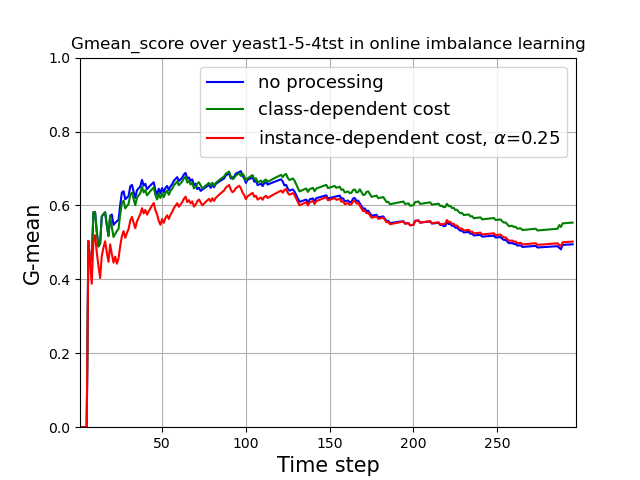 Gmean_score over yeast1-5-4tst in online imbalance learning
1.0
no processing
class-dependent cost
instance-dependent cost, α=0.25
0.8
0.6
G-mean
0.4
0.2
0.0
50 100 150 200 250
Time step